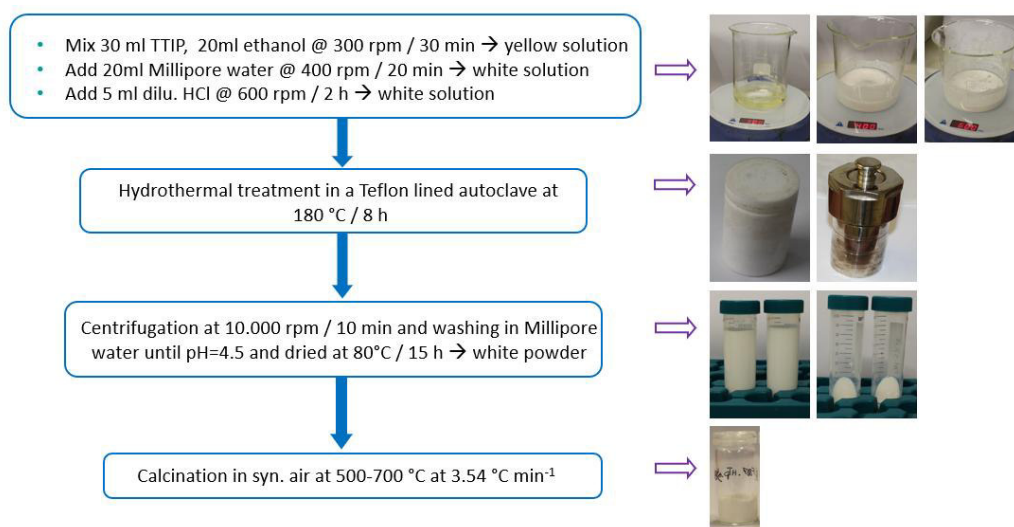 • Mix 30 ml TTIP, 20ml ethanol @ 300 rpm / 30 min → yellow solution
• Add 20ml Millipore water @ 400 rpm / 20 min → white solution
• Add 5 ml dilu. HCl @ 600 rpm / 2 h → white solution
Hydrothermal treatment in a Teflon lined autoclave at
180 °C / 8 h
Centrifugation at 10.000 rpm / 10 min and washing in Millipore
water until pH=4.5 and dried at 80°C / 15 h → white powder
Calcination in syn. air at 500-700 °C at 3.54 °C min⁻¹
400